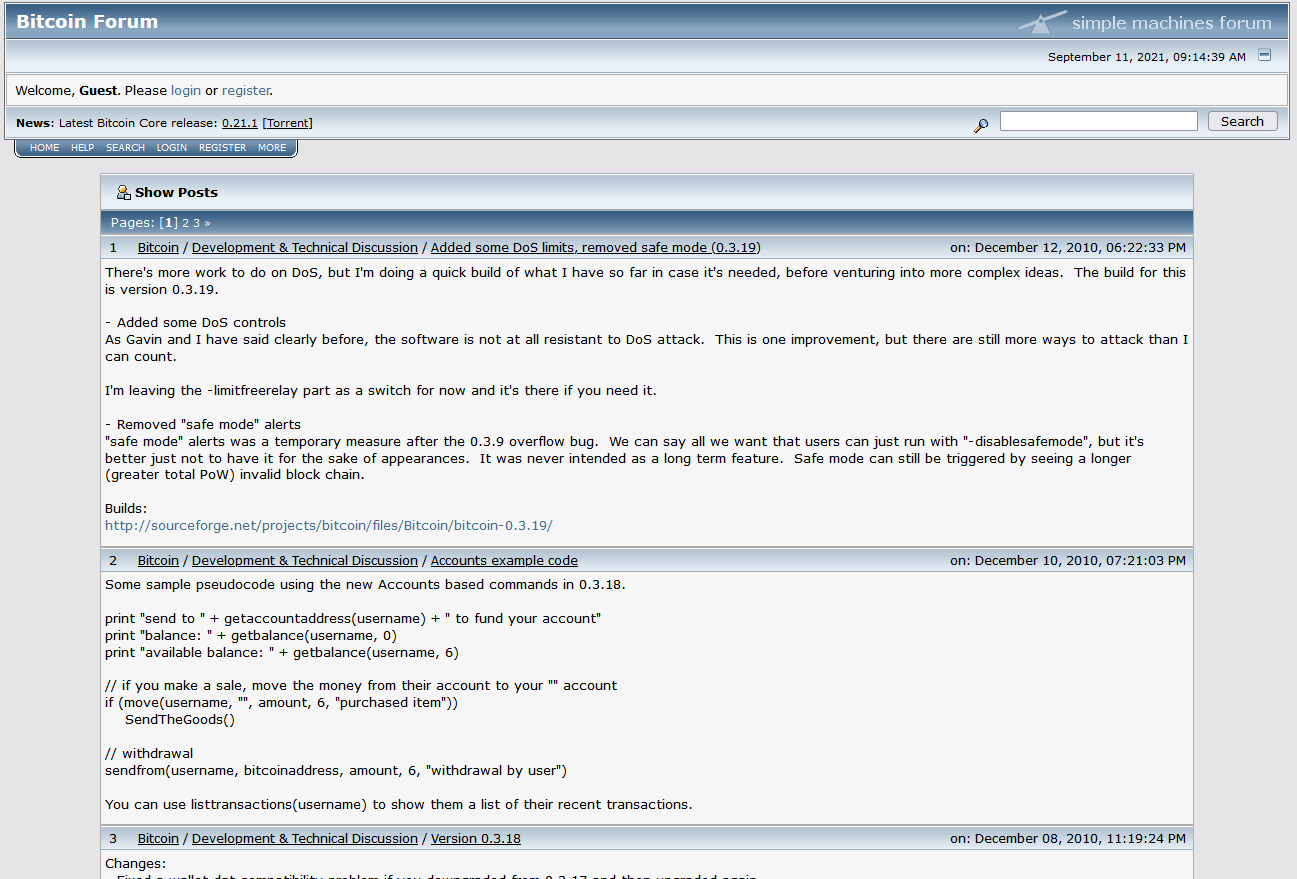 Bitcoin Forum
simple machines forum
September 11, 2021, 09:14:39 AM
Welcome, Guest. Please login or register.
News: Latest Bitcoin Core release: 0.21.1 [Torrent]
Search
HOME HELP SEARCH LOGIN REGISTER MORE
Show Posts
Pages: [1] 2 3 »
1 Bitcoin / Development & Technical Discussion / Added some DoS limits, removed safe mode (0.3.19) on: December 12, 2010, 06:22:33 PM
There's more work to do on DoS, but I'm doing a quick build of what I have so far in case it's needed, before venturing into more complex ideas.  The build for this
is version 0.3.19.
- Added some DoS controls
As Gavin and I have said clearly before, the software is not at all resistant to DoS attack.  This is one improvement, but there are still more ways to attack than I
can count.
I'm leaving the -limitfreerelay part as a switch for now and it's there if you need it.
- Removed "safe mode" alerts
"safe mode" alerts was a temporary measure after the 0.3.9 overflow bug.  We can say all we want that users can just run with "-disablesafemode", but it's
better just not to have it for the sake of appearances.  It was never intended as a long term feature.  Safe mode can still be triggered by seeing a longer
(greater total PoW) invalid block chain.
Builds:
http://sourceforge.net/projects/bitcoin/files/Bitcoin/bitcoin-0.3.19/
2 Bitcoin / Development & Technical Discussion / Accounts example code on: December 10, 2010, 07:21:03 PM
Some sample pseudocode using the new Accounts based commands in 0.3.18.
print "send to " + getaccountaddress(username) + " to fund your account"
print "balance: " + getbalance(username, 0)
print "available balance: " + getbalance(username, 6)
// if you make a sale, move the money from their account to your "" account
if (move(username, "", amount, 6, "purchased item"))
SendTheGoods()
// withdrawal
sendfrom(username, bitcoinaddress, amount, 6, "withdrawal by user")
You can use listtransactions(username) to show them a list of their recent transactions.
3 Bitcoin / Development & Technical Discussion / Version 0.3.18 on: December 08, 2010, 11:19:24 PM
Changes:
- Fixed a wallet.dat compatibility problem if you downgraded from 0.3.17 and then upgraded again